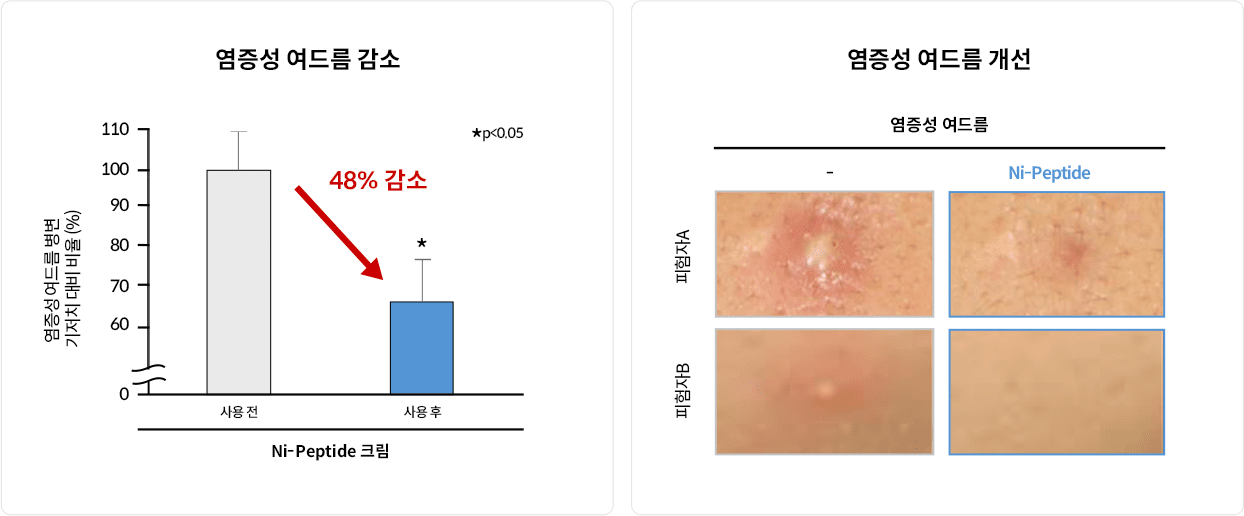 염증성 여드름 감소
*p<0.05
48% 감소
*
염증성 여드름 병변
기저치 대비 비율 (%)
110
100
90
80
70
60
0
사용 전
사용 후
Ni-Peptide 크림
염증성 여드름 개선
염증성 여드름
-
Ni-Peptide
피험자A
피험자B